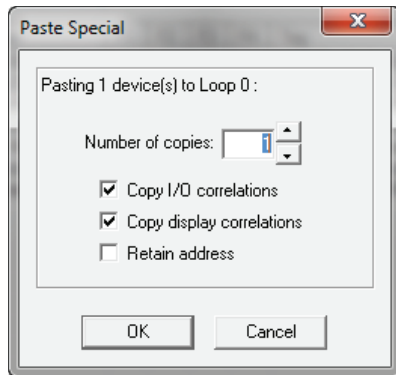 Paste Special
Pasting 1 device(s) to Loop 0 :
Number of copies: 1
Copy I/O correlations
Copy display correlations
Retain address
OK Cancel